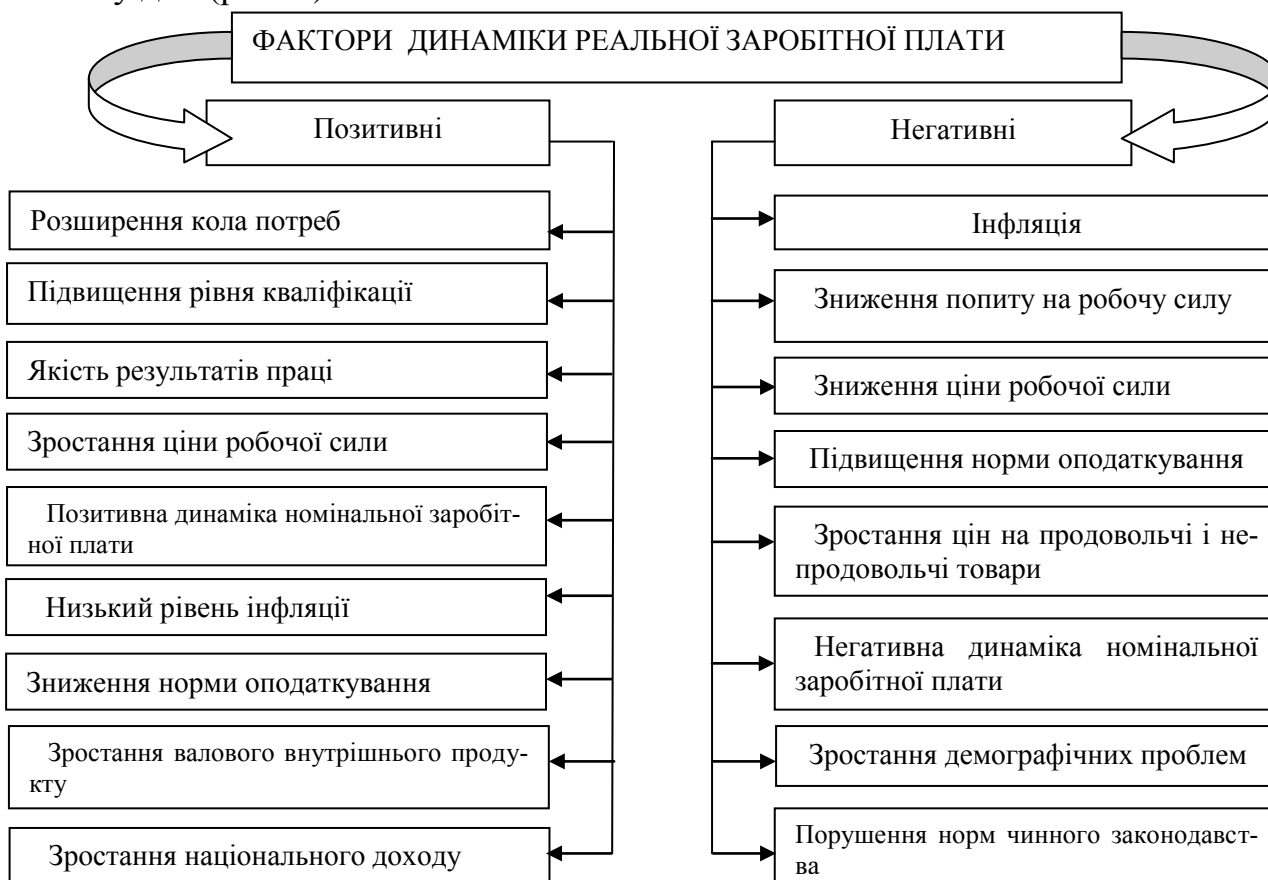 ФАКТОРИ ДИНАМІКИ РЕАЛЬНОЇ ЗАРОБІТНОЇ ПЛАТИ
Позитивні
Розширення кола потреб
Підвищення рівня кваліфікації
Якість результатів праці
Зростання ціни робочої сили
Позитивна динаміка номінальної заробіт-
ної плати
Низький рівень інфляції
Зниження норми оподаткування
Зростання валового внутрішнього проду-
кту
Зростання національного доходу
Негативні
Інфляція
Зниження попиту на робочу силу
Зниження ціни робочої сили
Підвищення норми оподаткування
Зростання цін на продовольчі і не-
продовольчі товари
Негативна динаміка номінальної
заробітної плати
Зростання демографічних проблем
Порушення норм чинного законодавст-
ва